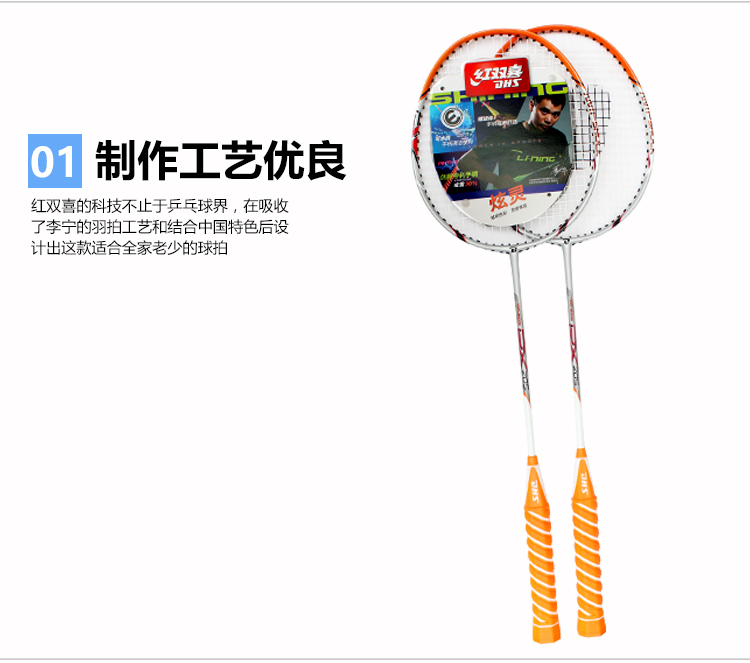 01 制作工艺优良
红双喜的科技不止于乒乓球界，在吸收
了李宁的羽拍工艺和结合中国特色后设
计出这款适合全家老少的球拍
红双喜
DHS
SHINING
LI-NING
炫灵
DHS
DHS